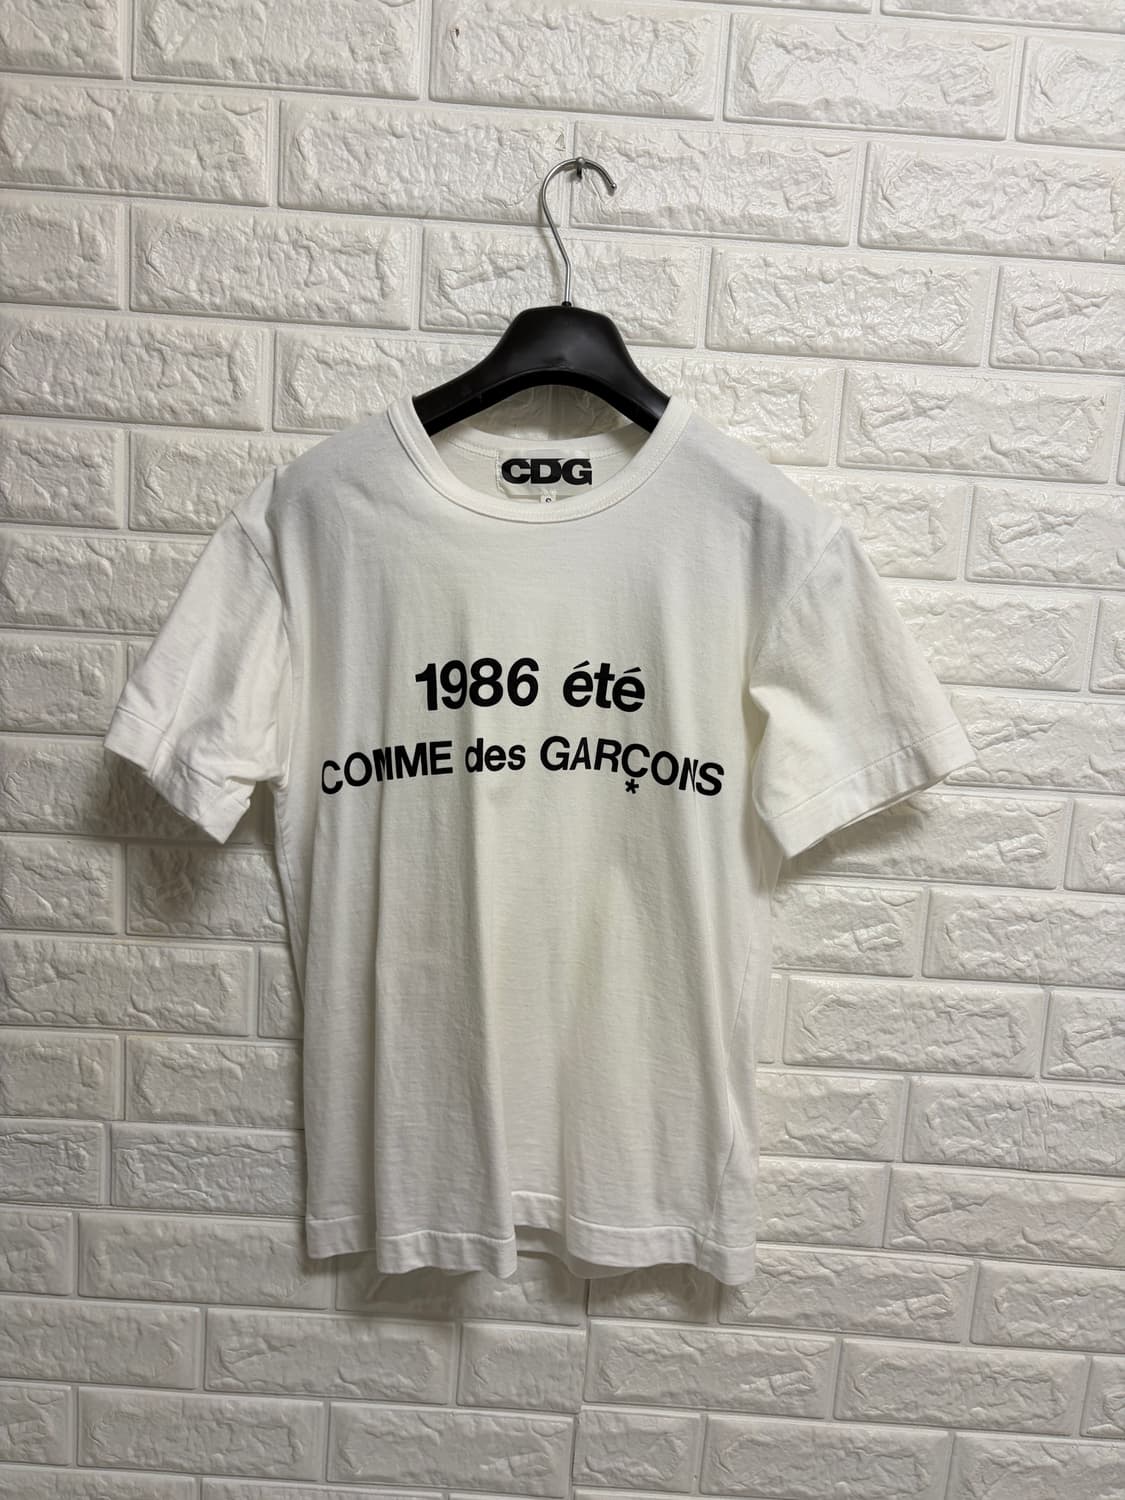 CDG
S
1986 été
COMME des GARÇONS
*